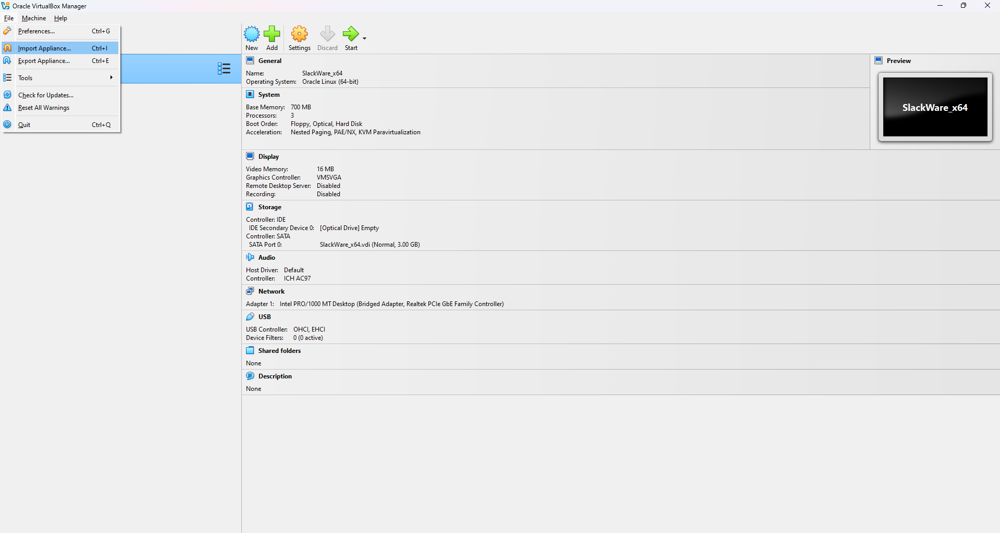 Oracle VirtualBox Manager
File Machine Help
Preferences... Ctrl+G
Import Appliance... Ctrl+I
Export Appliance... Ctrl+E
Tools
Check for Updates...
Reset All Warnings
Quit Ctrl+Q
New Add Settings Discard Start
General
Name: SlackWare_x64
Operating System: Oracle Linux (64-bit)
System
Base Memory: 700 MB
Processors: 3
Boot Order: Floppy, Optical, Hard Disk
Acceleration: Nested Paging, PAE/NX, KVM Paravirtualization
Preview
SlackWare_x64
Display
Video Memory: 16 MB
Graphics Controller: VMSVGA
Remote Desktop Server: Disabled
Recording: Disabled
Storage
Controller: IDE
IDE Secondary Device 0: [Optical Drive] Empty
Controller: SATA
SATA Port 0: SlackWare_x64.vdi (Normal, 3.00 GB)
Audio
Host Driver: Default
Controller: ICH AC97
Network
Adapter 1: Intel PRO/1000 MT Desktop (Bridged Adapter, Realtek PCIe GbE Family Controller)
USB
USB Controller: OHCI, EHCI
Device Filters: 0 (0 active)
Shared folders
None
Description
None